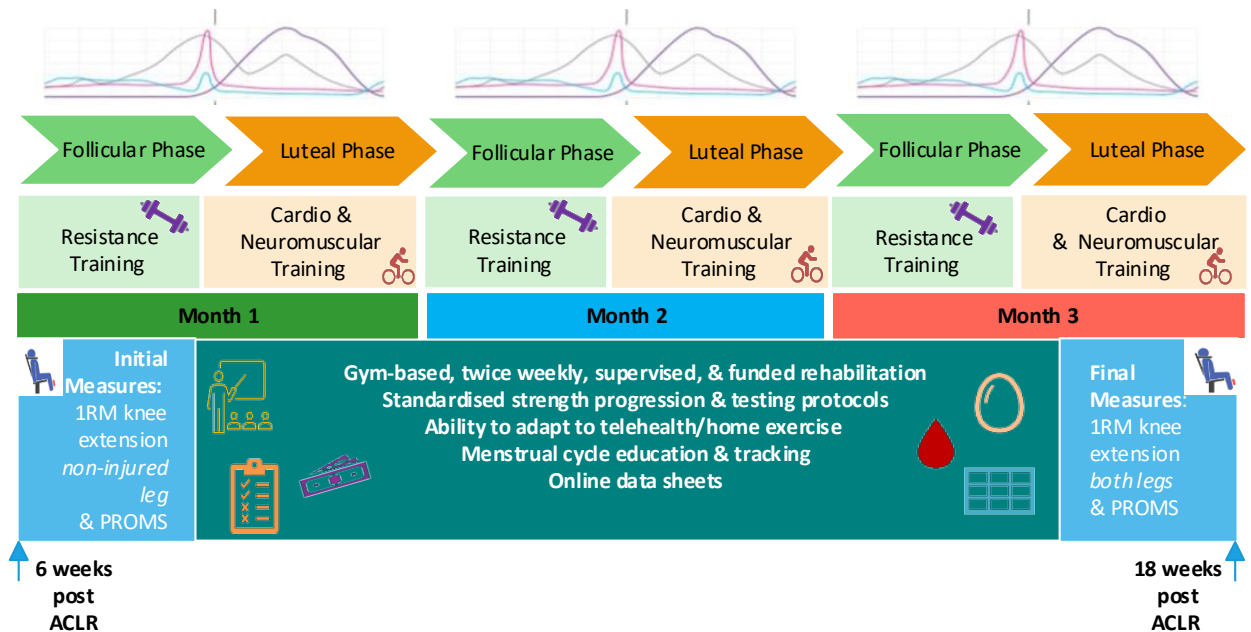 Follicular Phase
Luteal Phase
Follicular Phase
Luteal Phase
Follicular Phase
Luteal Phase
Resistance
Training
Cardio &
Neuromuscular
Training
Resistance
Training
Cardio &
Neuromuscular
Training
Resistance
Training
Cardio
& Neuromuscular
Training
Month 1
Month 2
Month 3
Initial
Measures:
1RM knee
extension
non-injured
leg
& PROMS
Gym-based, twice weekly, supervised, & funded rehabilitation
Standardised strength progression & testing protocols
Ability to adapt to telehealth/home exercise
Menstrual cycle education & tracking
Online data sheets
Final
Measures:
1RM knee
extension
both legs
& PROMS
6 weeks
post
ACLR
18 weeks
post
ACLR